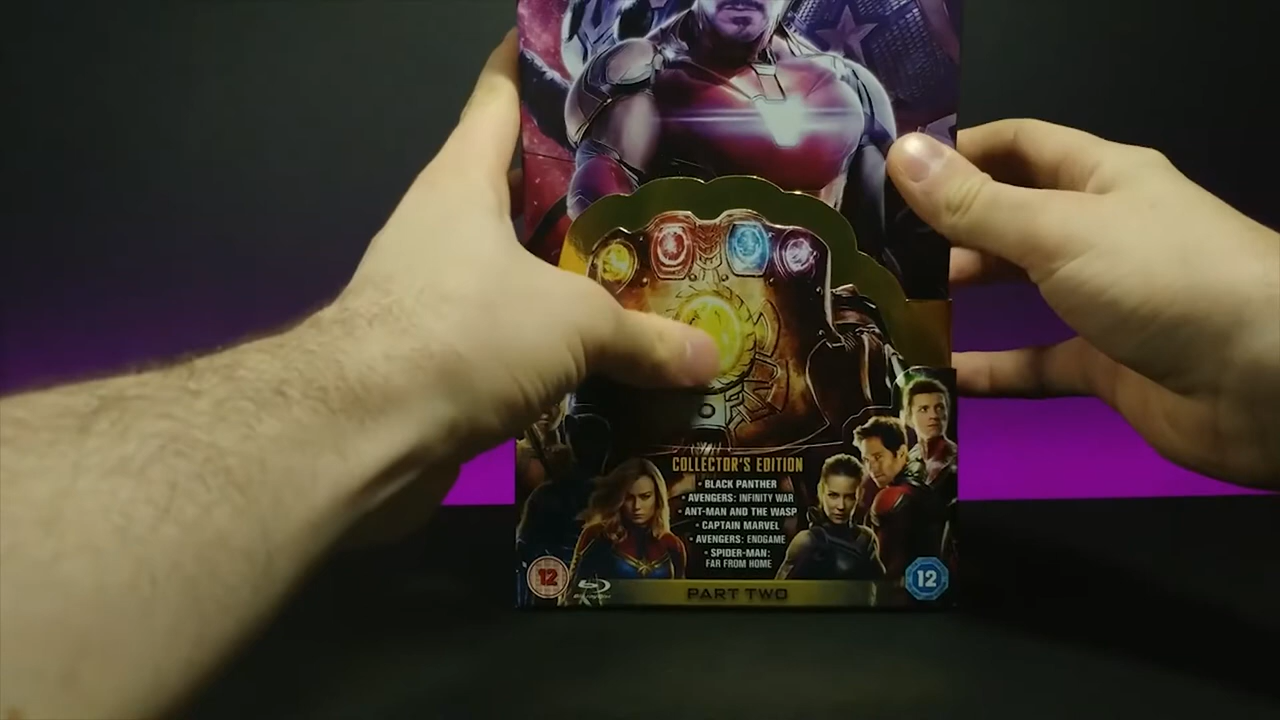 COLLECTOR'S EDITION
• BLACK PANTHER
• AVENGERS: INFINITY WAR
• ANT-MAN AND THE WASP
• CAPTAIN MARVEL
• AVENGERS: ENDGAME
• SPIDER-MAN:
FAR FROM HOME
12
12
PART TWO